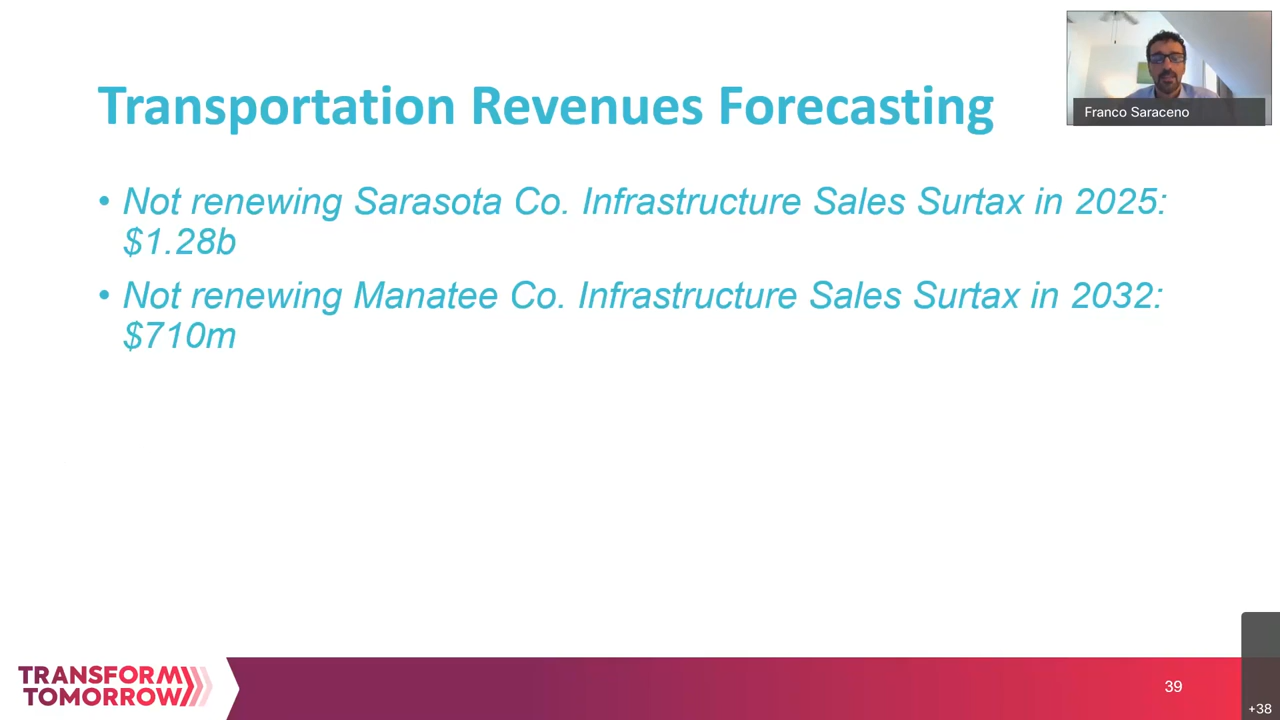 Transportation Revenues Forecasting
Franco Saraceno
• Not renewing Sarasota Co. Infrastructure Sales Surtax in 2025:
$1.28b
• Not renewing Manatee Co. Infrastructure Sales Surtax in 2032:
$710m
TRANSFORM
TOMORROW
39
+38